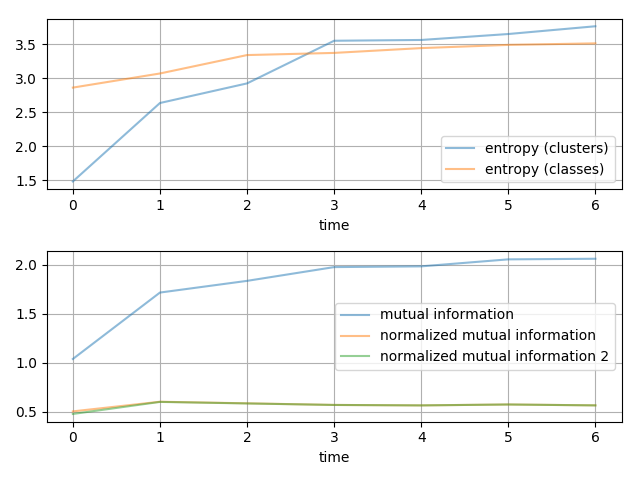 3.5
3.0
2.5
2.0
1.5
entropy (clusters)
entropy (classes)
0 1 2 3 4 5 6
time
2.0
1.5
1.0
0.5
mutual information
normalized mutual information
normalized mutual information 2
0 1 2 3 4 5 6
time